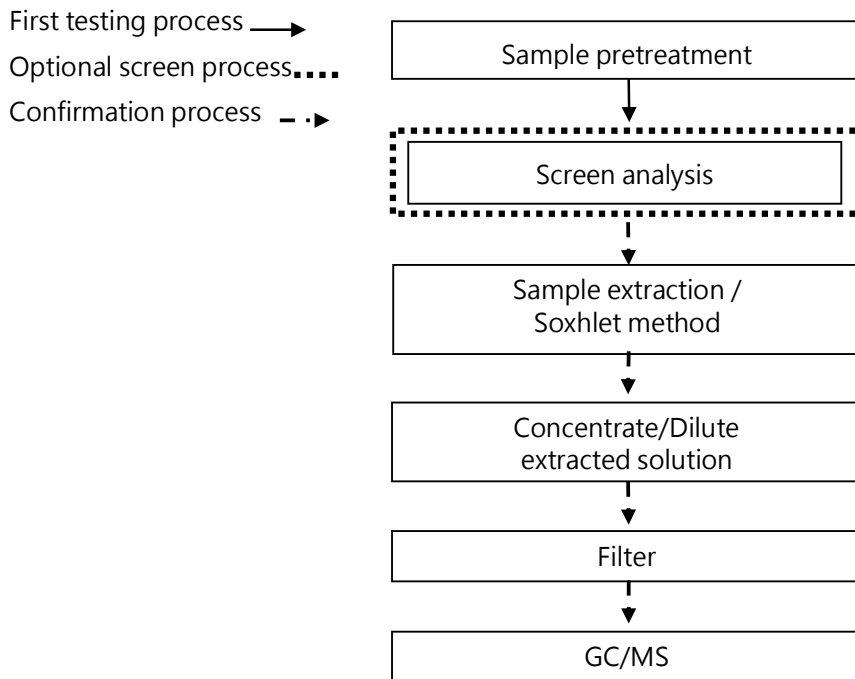 First testing process
Optional screen process
Confirmation process
Sample pretreatment
Screen analysis
Sample extraction /
Soxhlet method
Concentrate/Dilute
extracted solution
Filter
GC/MS